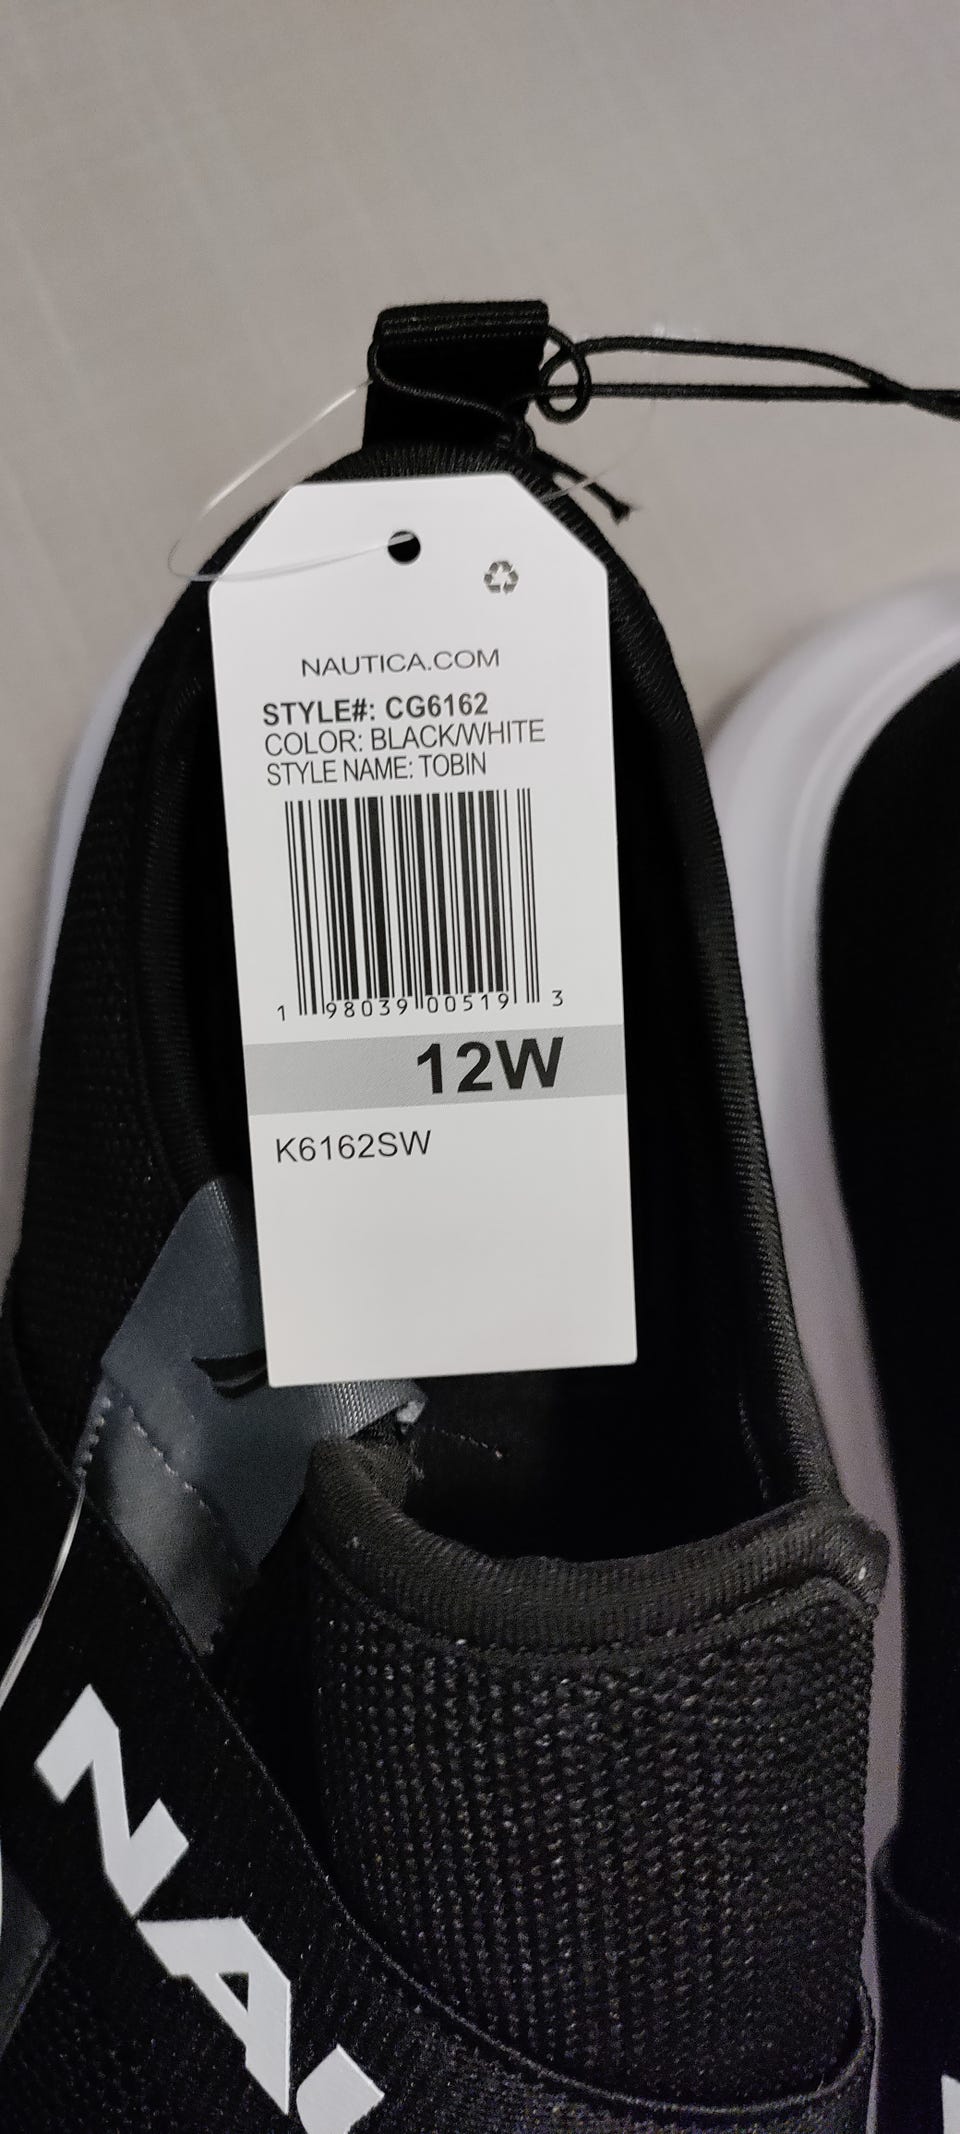 NAUTICA.COM
STYLE#: CG6162
COLOR: BLACK/WHITE
STYLE NAME: TOBIN
1 98039 00519 3
12W
K6162SW
NA